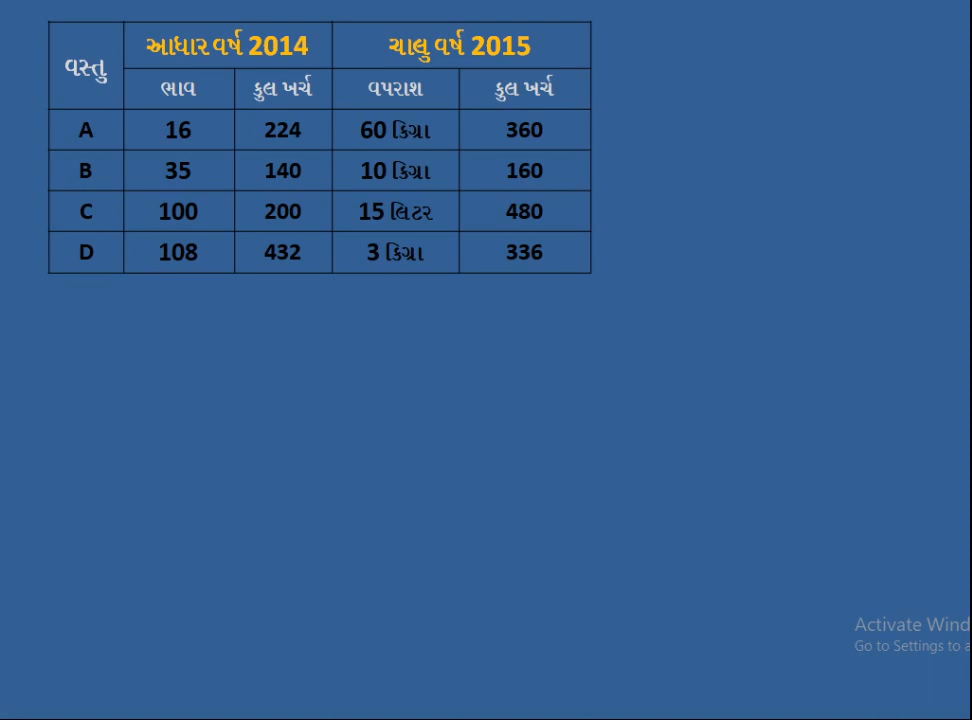 વસ્તુ આધાર વર્ષ 2014 ચાલુ વર્ષ 2015
ભાવ કુલ ખર્ચ વપરાશ કુલ ખર્ચ
A 16 224 60 કિગ્રા 360
B 35 140 10 કિગ્રા 160
C 100 200 15 લિટર 480
D 108 432 3 કિગ્રા 336
Activate Wind
Go to Settings to a